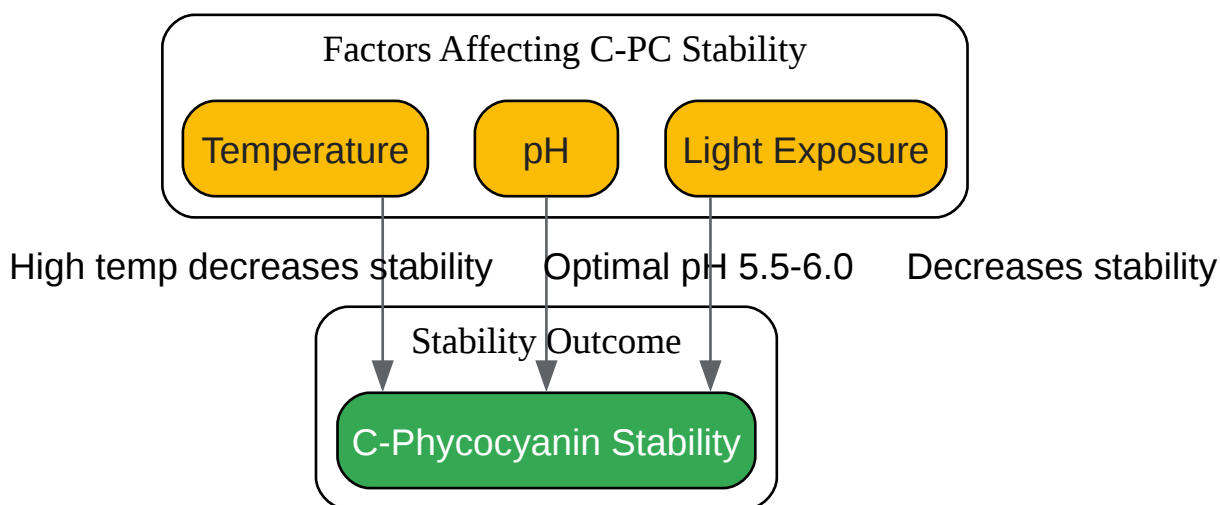 Factors Affecting C-PC Stability
Temperature
pH
Light Exposure
High temp decreases stability
Optimal pH 5.5-6.0
Decreases stability
Stability Outcome
C-Phycocyanin Stability